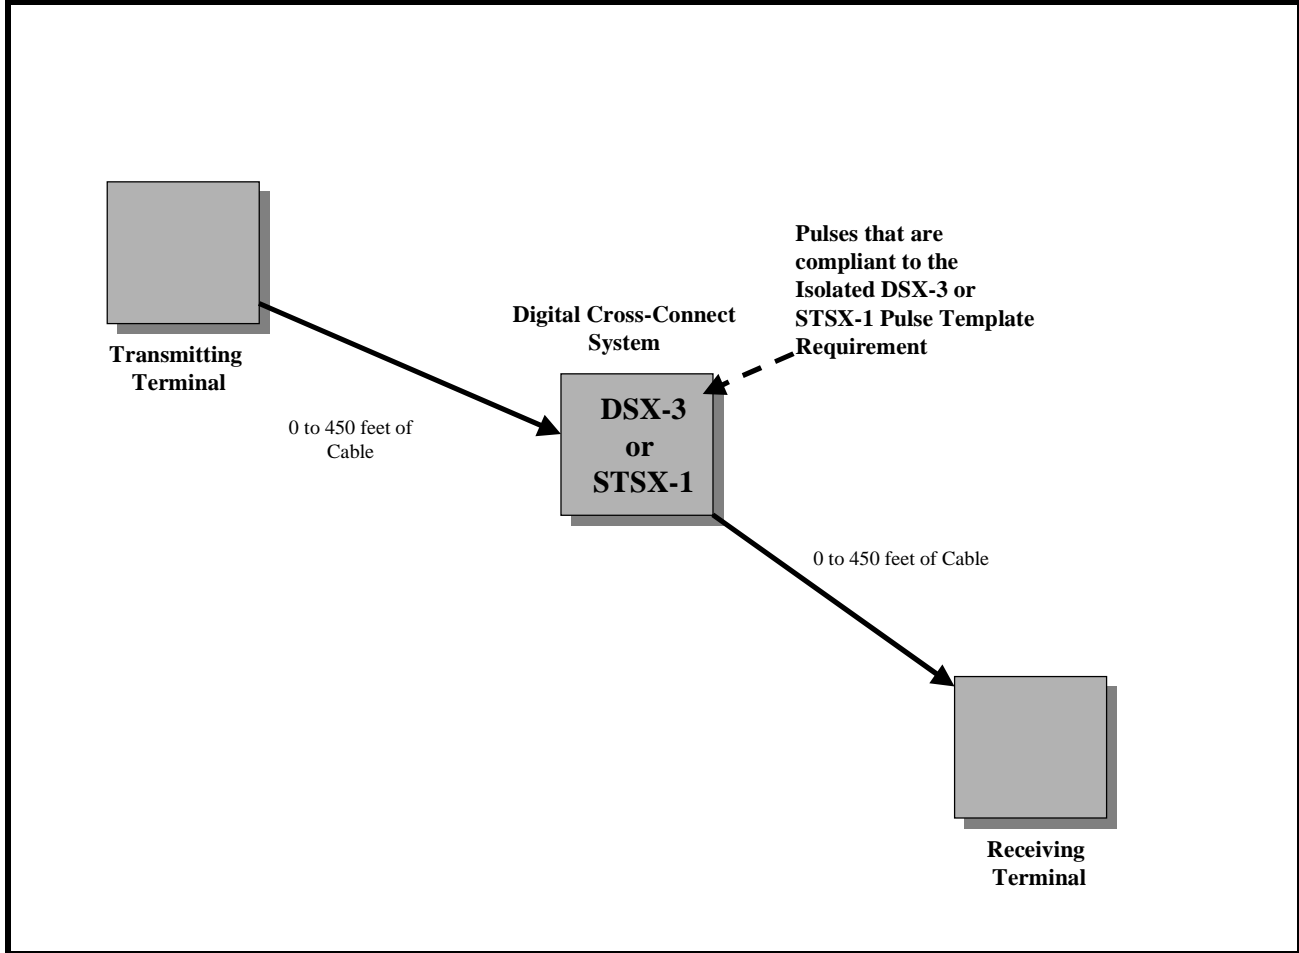 Transmitting
Terminal
0 to 450 feet of
Cable
Digital Cross-Connect
System
DSX-3
or
STSX-1
Pulses that are
compliant to the
Isolated DSX-3 or
STSX-1 Pulse Template
Requirement
0 to 450 feet of Cable
Receiving
Terminal